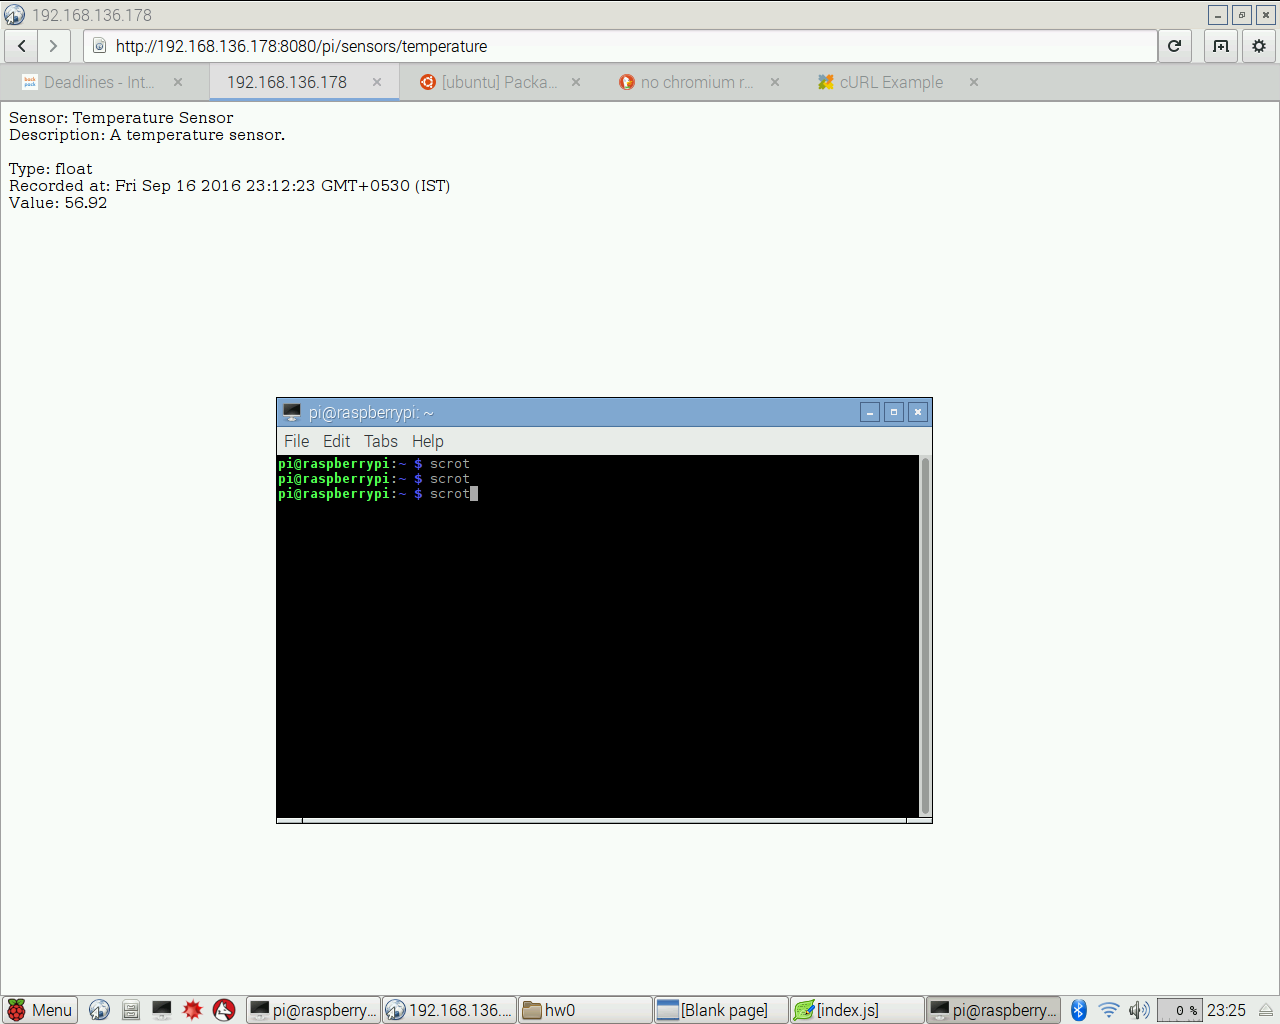 192.168.136.178
http://192.168.136.178:8080/pi/sensors/temperature
Deadlines - Int... 192.168.136.178 [ubuntu] Packa... no chromium r... cURL Example
Sensor: Temperature Sensor
Description: A temperature sensor.
Type: float
Recorded at: Fri Sep 16 2016 23:12:23 GMT+0530 (IST)
Value: 56.92
pi@raspberrypi: ~
File Edit Tabs Help
pi@raspberrypi:~ $ scrot
pi@raspberrypi:~ $ scrot
pi@raspberrypi:~ $ scrot
Menu pi@raspberry... 192.168.136.... hw0 [Blank page] [index.js] pi@raspberry... 0 % 23:25